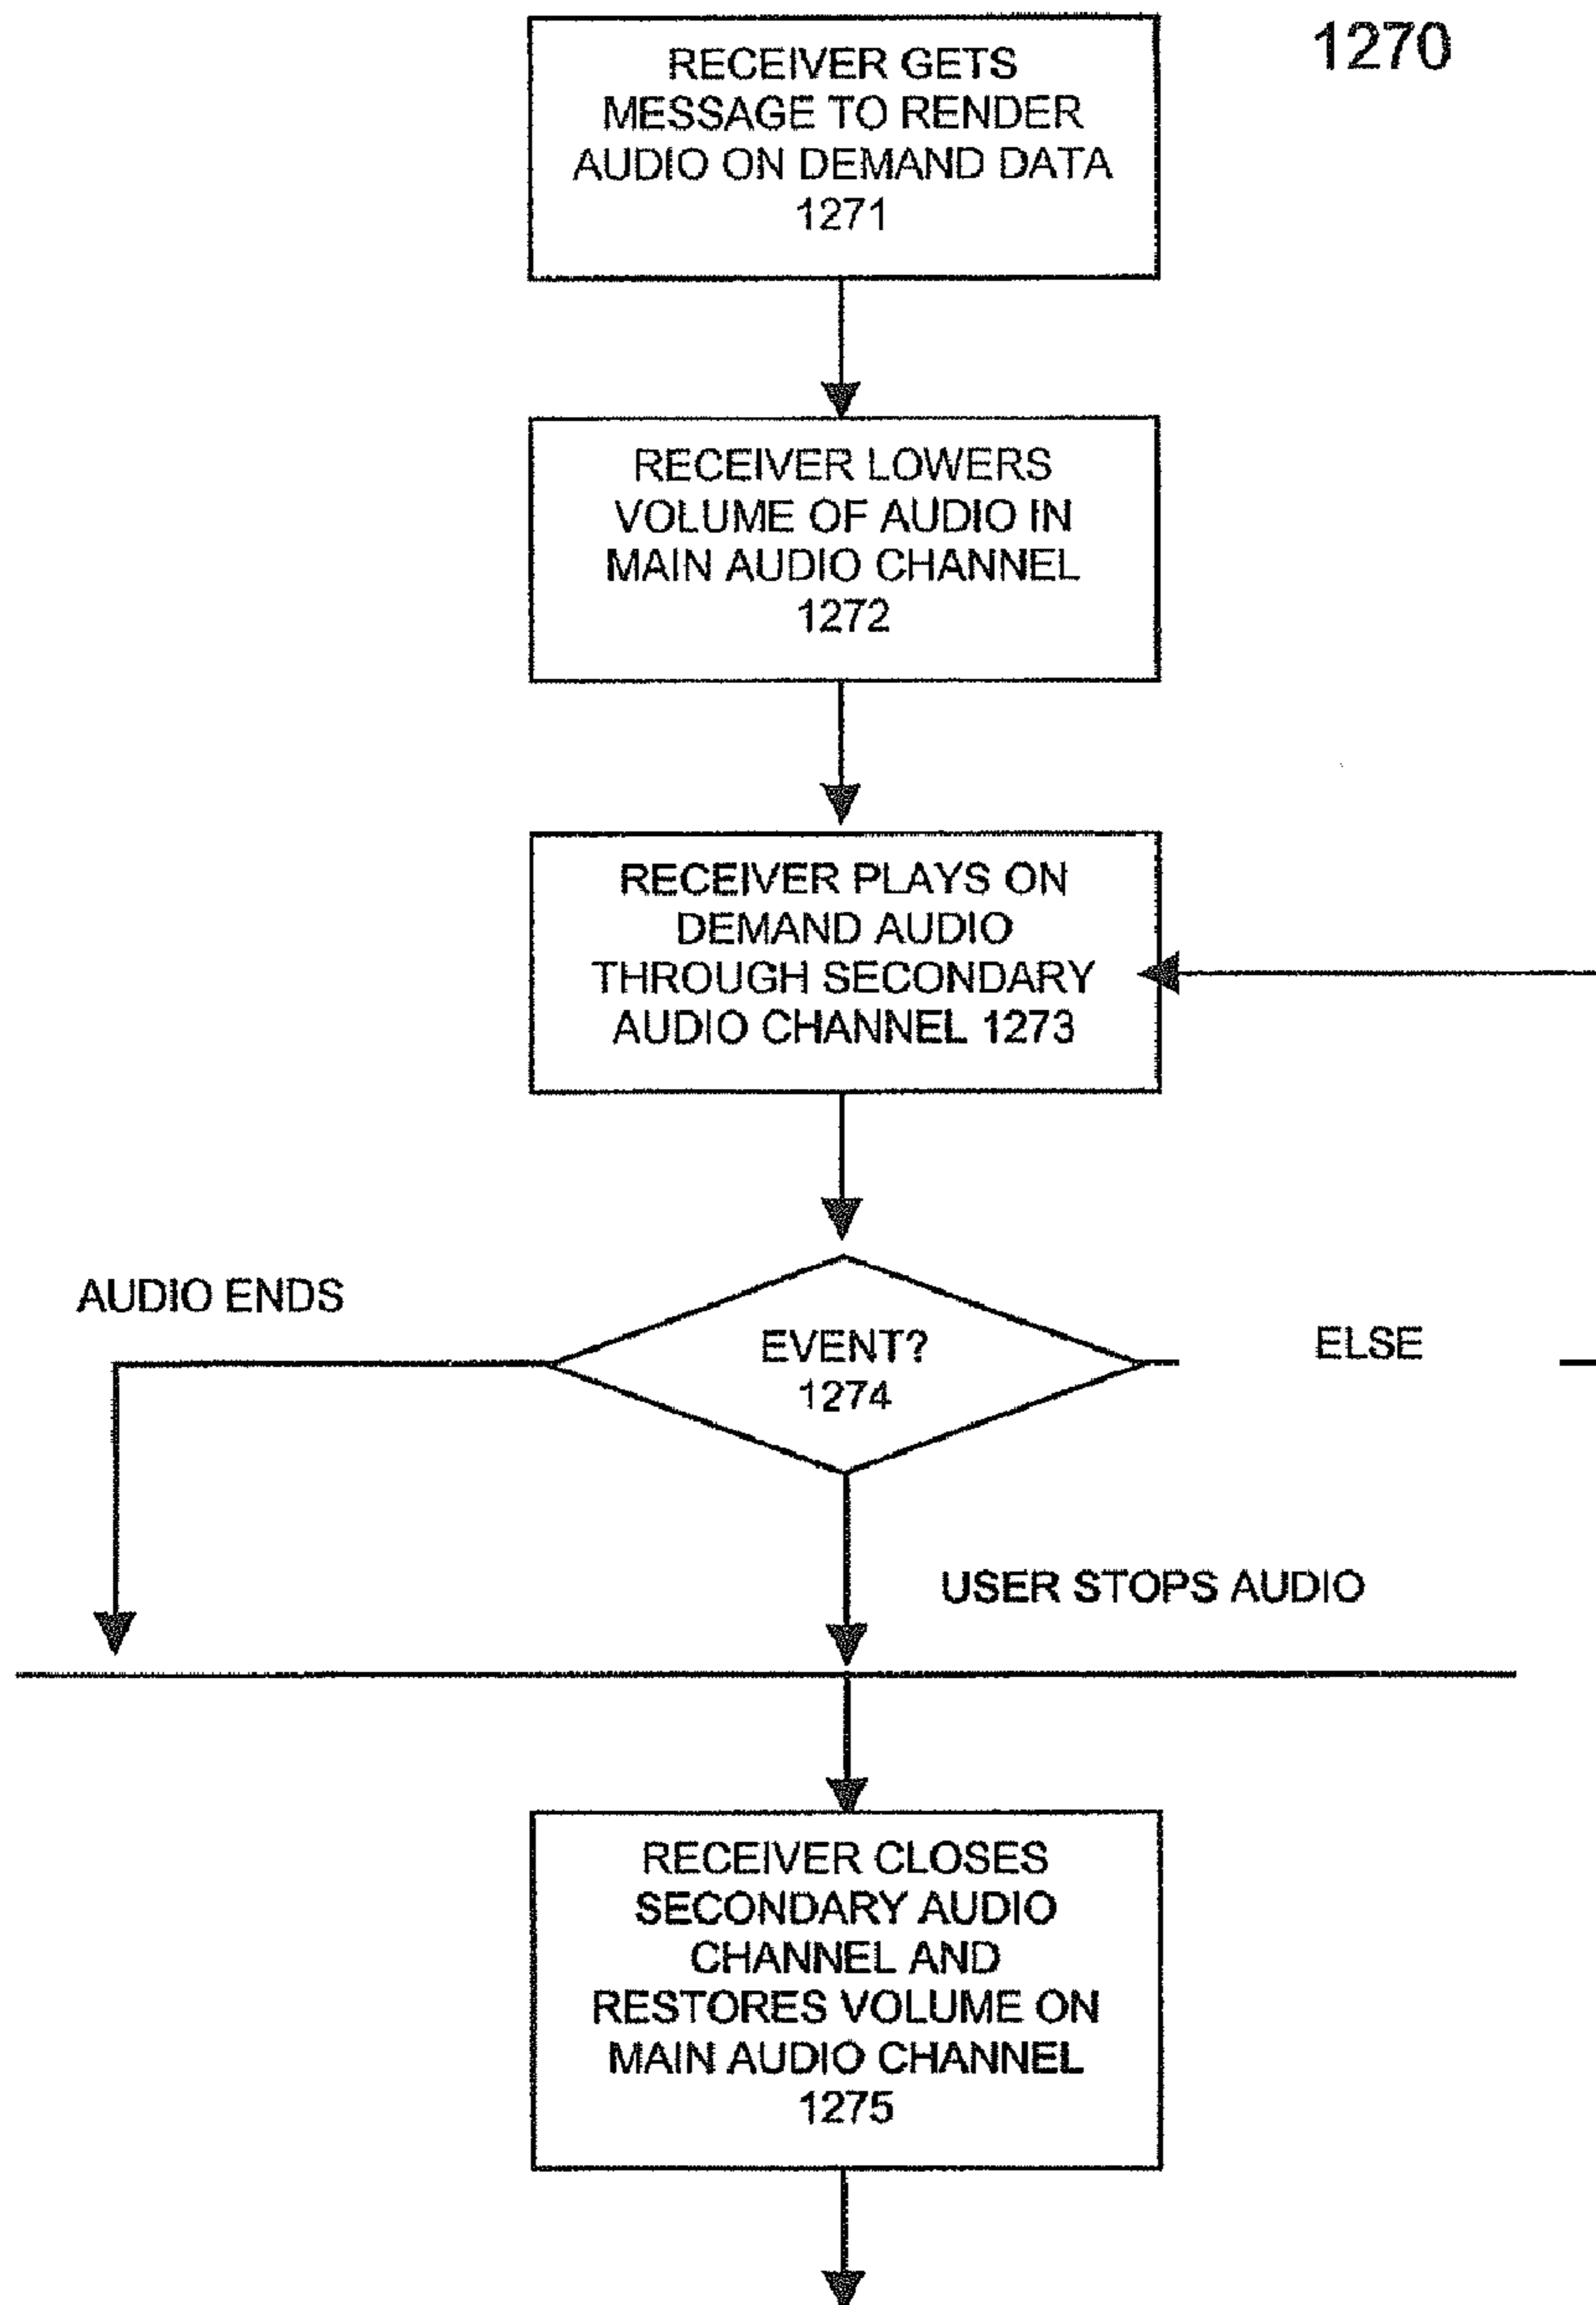 1270
RECEIVER GETS
MESSAGE TO RENDER
AUDIO ON DEMAND DATA
1271
RECEIVER LOWERS
VOLUME OF AUDIO IN
MAIN AUDIO CHANNEL
1272
RECEIVER PLAYS ON
DEMAND AUDIO
THROUGH SECONDARY
AUDIO CHANNEL 1273
AUDIO ENDS
EVENT?
1274
ELSE
USER STOPS AUDIO
RECEIVER CLOSES
SECONDARY AUDIO
CHANNEL AND
RESTORES VOLUME ON
MAIN AUDIO CHANNEL
1275